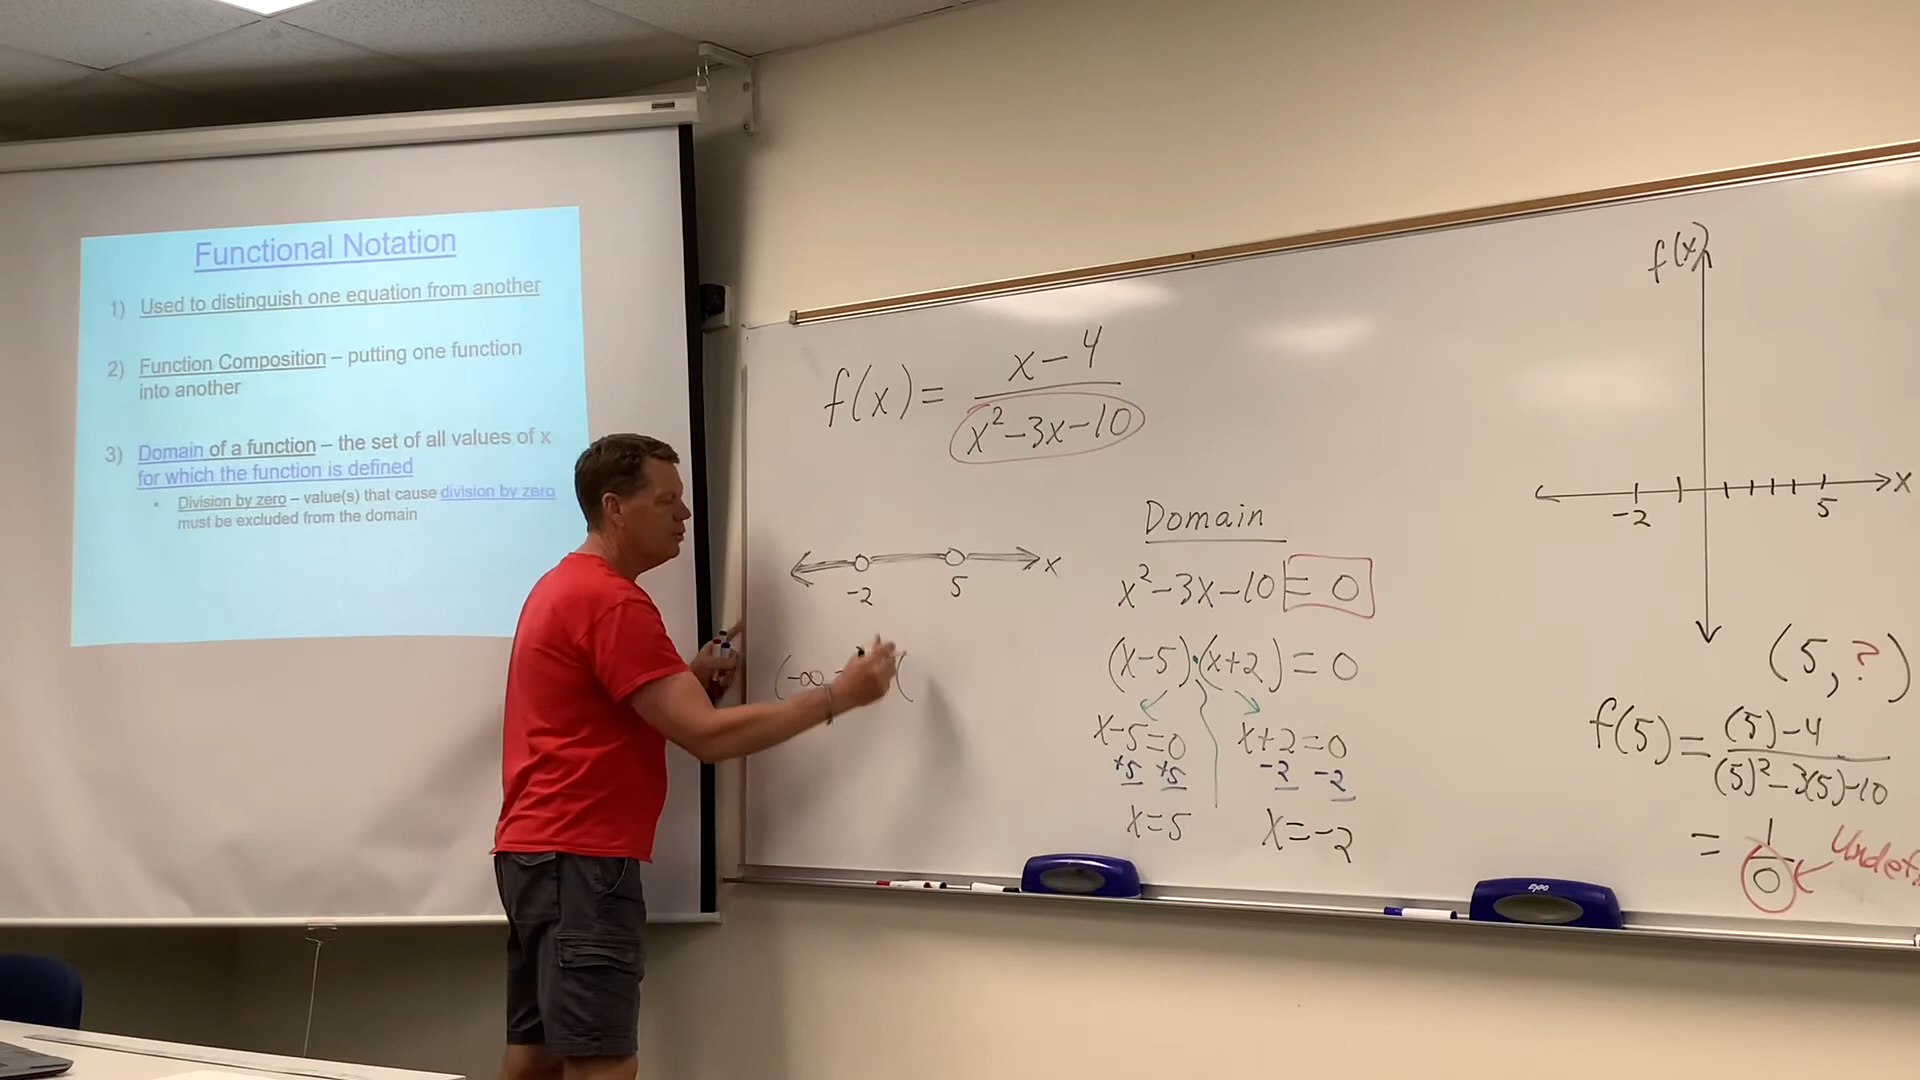 Functional Notation
1) Used to distinguish one equation from another
2) Function Composition – putting one function
into another
3) Domain of a function – the set of all values of x
for which the function is defined
• Division by zero – value(s) that cause division by zero
must be excluded from the domain
f(x) = x-4
x²-3x-10
x
-2 5
(-∞ (
Domain
x²-3x-10 = 0
(x-5)·(x+2) = 0
x-5=0 x+2=0
+5 +5 -2 -2
x=5 x=-2
f(x)
x
-2 5
(5,?)
f(5) = (5)-4
(5)²-3(5)-10
= 1
0
EXPO